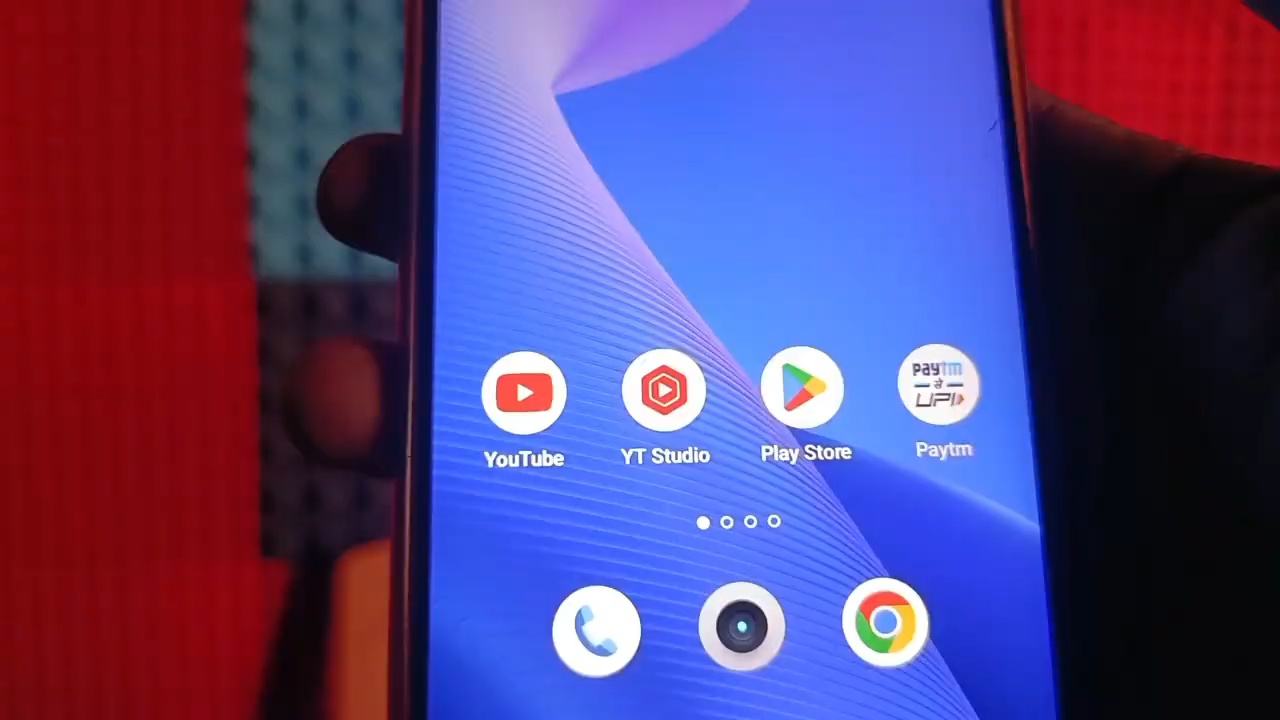 paytm
से
UPI
YouTube
YT Studio
Play Store
Paytm